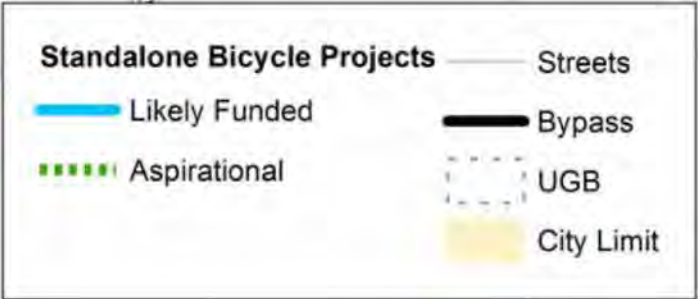 Standalone Bicycle Projects
Likely Funded
Aspirational
Streets
Bypass
UGB
City Limit